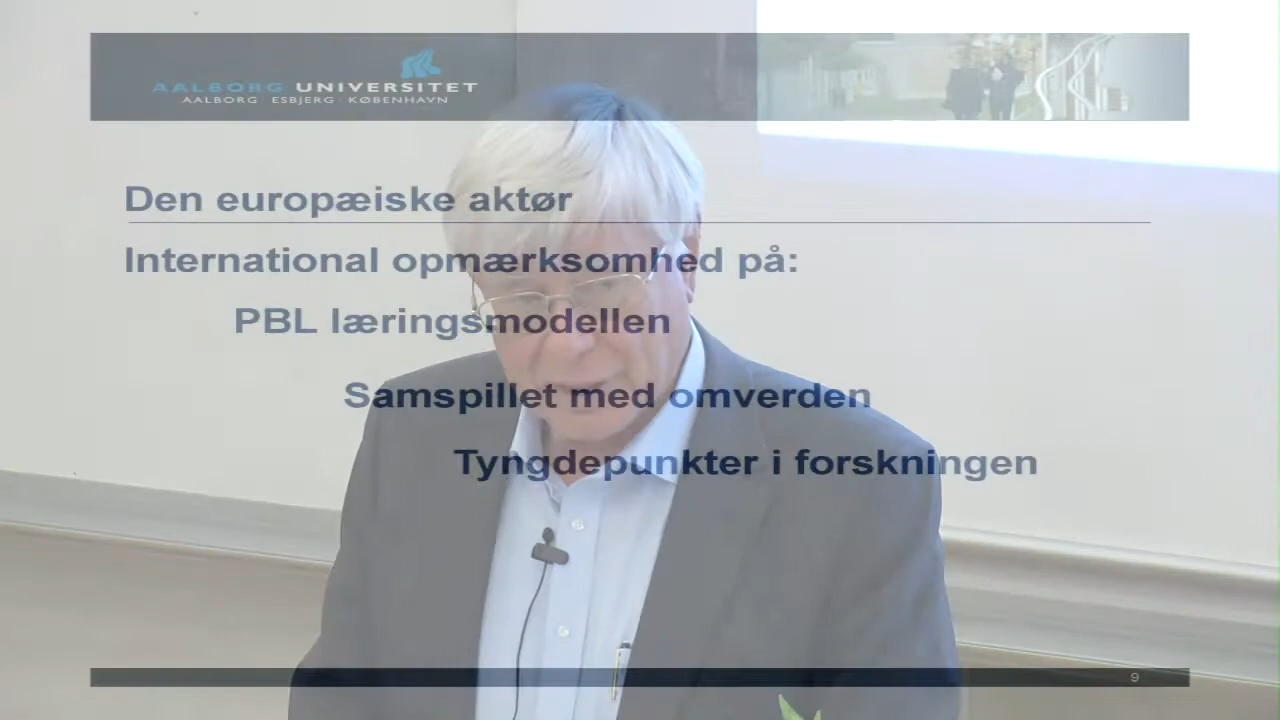 AALBORG UNIVERSITET
AALBORG ESBJERG KØBENHAVN
Den europæiske aktør
International opmærksomhed på:
PBL læringsmodellen
Samspillet med omverden
Tyngdepunkter i forskningen
9